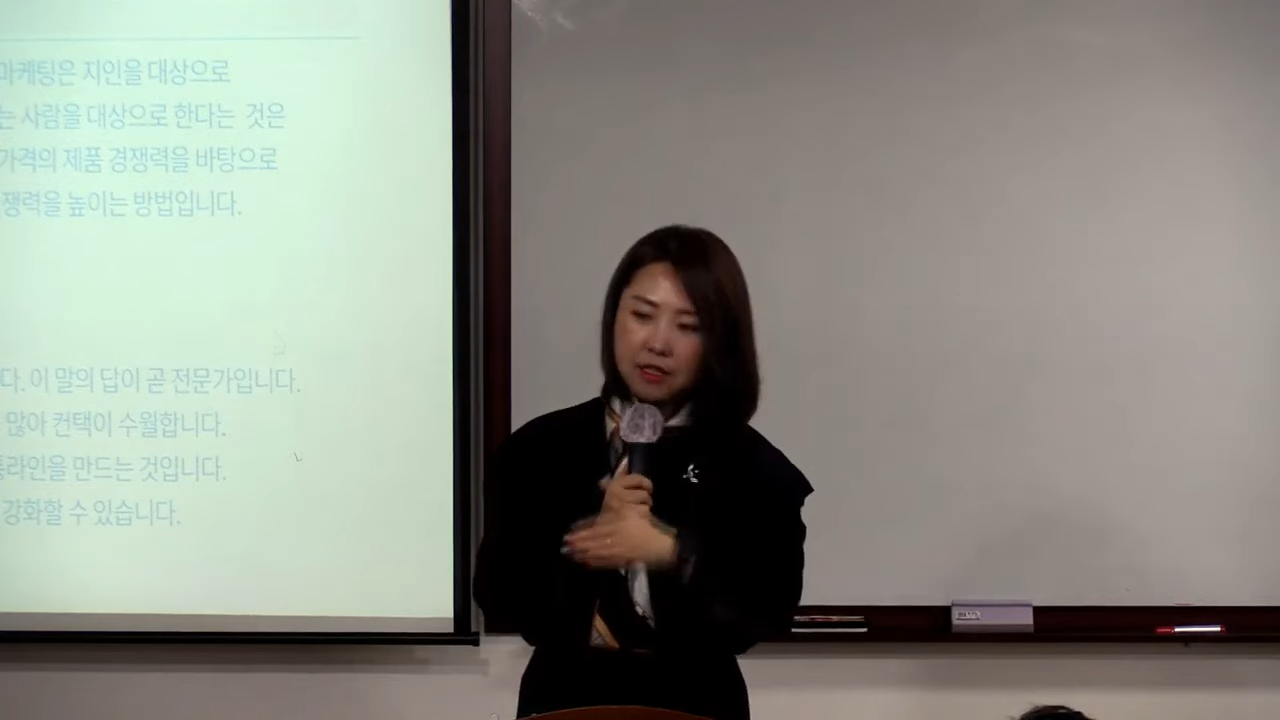 마케팅은 지인을 대상으로
는 사람을 대상으로 한다는 것은
가격의 제품 경쟁력을 바탕으로
쟁력을 높이는 방법입니다.
다. 이 말의 답이 곧 전문가입니다.
많아 컨택이 수월합니다.
통라인을 만드는 것입니다.
강화할 수 있습니다.